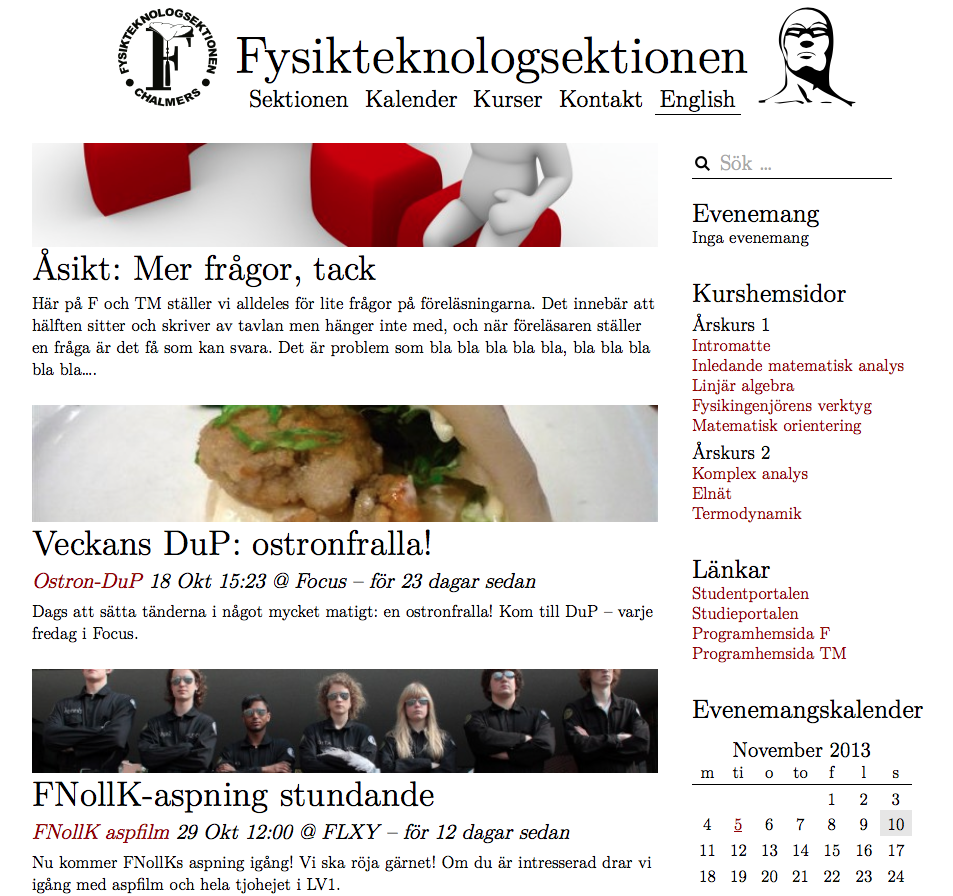 FYSIKTEKNOLOGSEKTIONEN
F
CHALMERS
Fysikteknologsektionen
Sektionen Kalender Kurser Kontakt English
Åsikt: Mer frågor, tack
Här på F och TM ställer vi alldeles för lite frågor på föreläsningarna. Det innebär att
hälften sitter och skriver av tavlan men hänger inte med, och när föreläsaren ställer
en fråga är det få som kan svara. Det är problem som bla bla bla bla bla, bla bla bla
bla bla....
Veckans DuP: ostronfralla!
Ostron-DuP 18 Okt 15:23 @ Focus – för 23 dagar sedan
Dags att sätta tänderna i något mycket matigt: en ostronfralla! Kom till DuP – varje
fredag i Focus.
FNollK-aspning stundande
FNollK aspfilm 29 Okt 12:00 @ FLXY – för 12 dagar sedan
Nu kommer FNollKs aspning igång! Vi ska röja gärnet! Om du är intresserad drar vi
igång med aspfilm och hela tjohejet i LV1.
Sök ...
Evenemang
Inga evenemang
Kurshemsidor
Årskurs 1
Intromatte
Inledande matematisk analys
Linjär algebra
Fysikingenjörens verktyg
Matematisk orientering
Årskurs 2
Komplex analys
Elnät
Termodynamik
Länkar
Studentportalen
Studieportalen
Programhemsida F
Programhemsida TM
Evenemangskalender
November 2013
m ti o to f l s
1 2 3
4 5 6 7 8 9 10
11 12 13 14 15 16 17
18 19 20 21 22 23 24